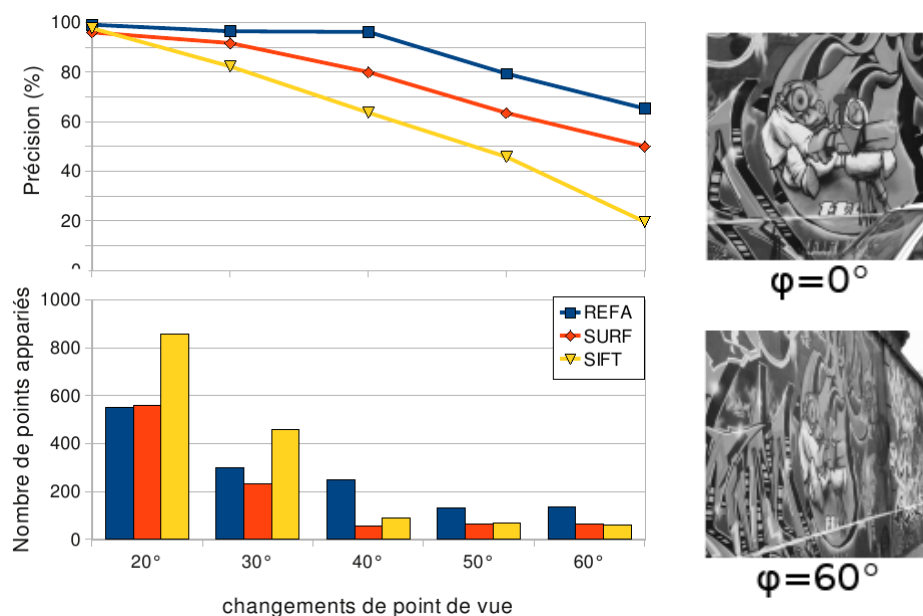 Précision (%)
100
80
60
40
20
0
Nombre de points appariés
1000
800
600
400
200
0
REFA
SURF
SIFT
20°
30°
40°
50°
60°
changements de point de vue
φ=0°
φ=60°